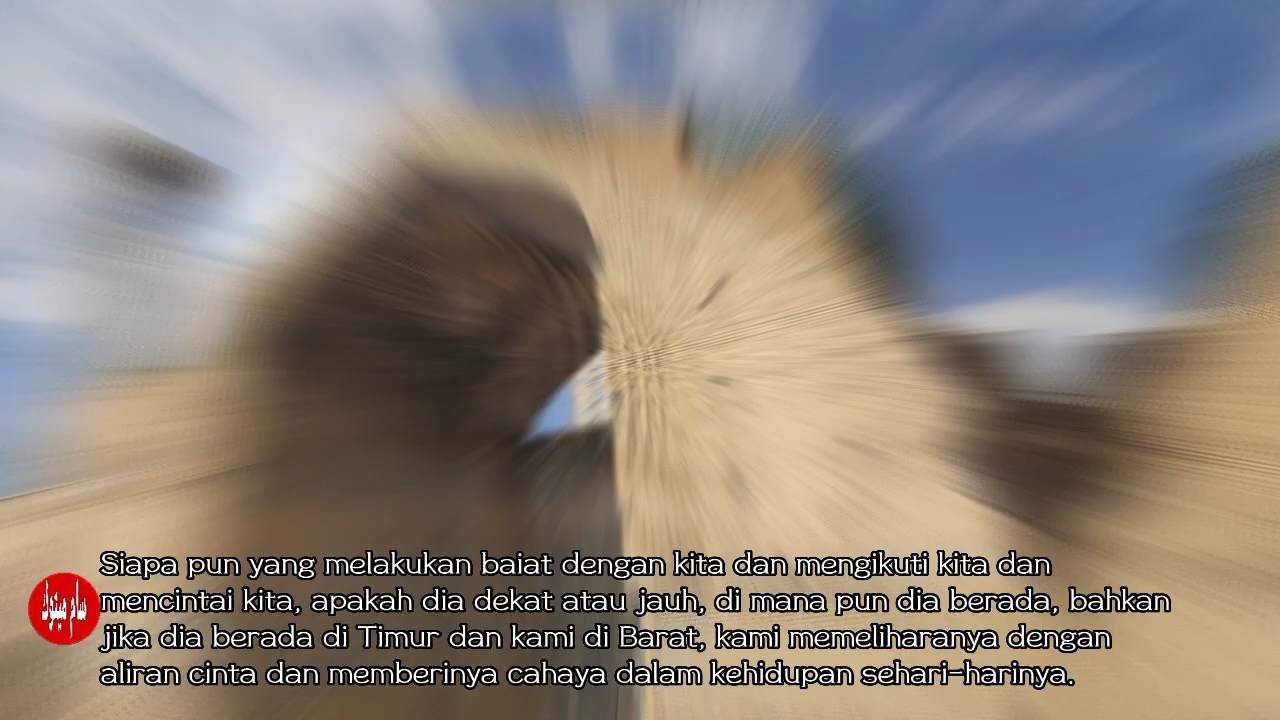 Siapa pun yang melakukan baiat dengan kita dan mengikuti kita dan
mencintai kita, apakah dia dekat atau jauh, di mana pun dia berada, bahkan
jika dia berada di Timur dan kami di Barat, kami memeliharanya dengan
aliran cinta dan memberinya cahaya dalam kehidupan sehari-harinya.